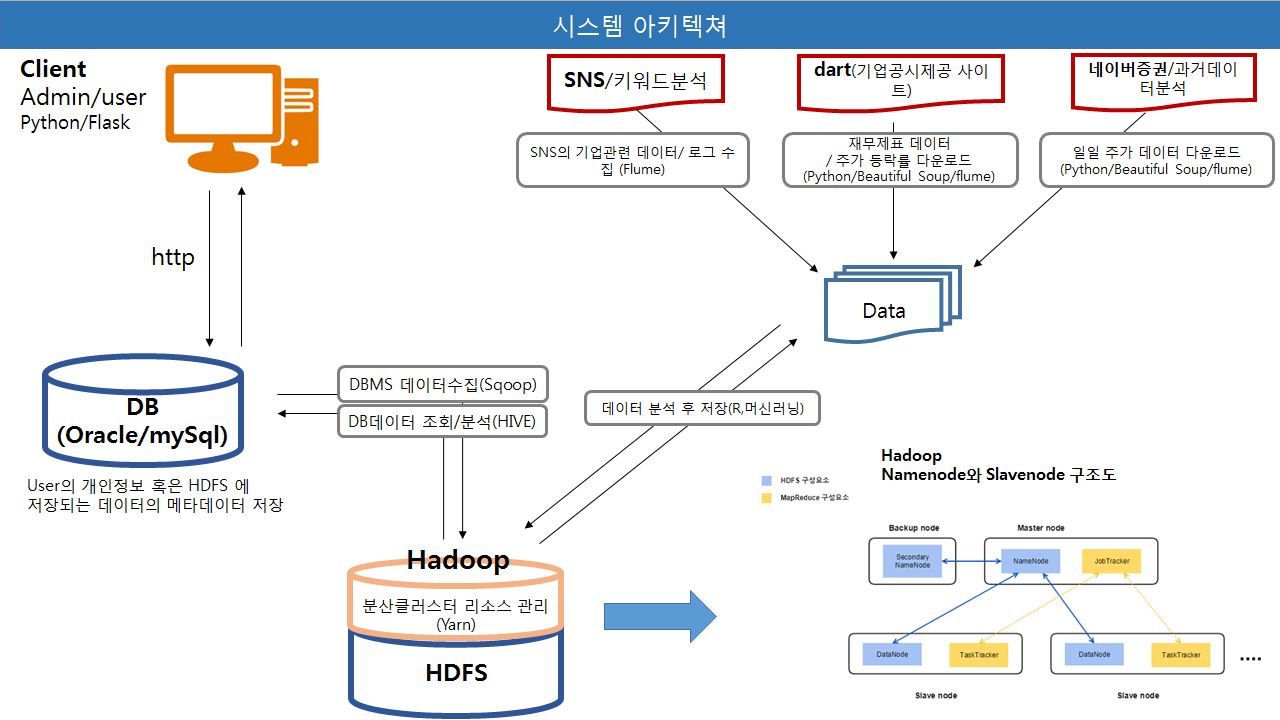 시스템 아키텍쳐
Client
Admin/user
Python/Flask
SNS/키워드분석
dart(기업공시제공 사이
트)
네이버증권/과거데이
터분석
SNS의 기업관련 데이터/ 로그 수
집 (Flume)
재무제표 데이터
/ 주가 등락률 다운로드
(Python/Beautiful Soup/flume)
일일 주가 데이터 다운로드
(Python/Beautiful Soup/flume)
http
Data
DB
(Oracle/mySql)
User의 개인정보 혹은 HDFS 에
저장되는 데이터의 메타데이터 저장
DBMS 데이터수집(Sqoop)
DB데이터 조회/분석(HIVE)
데이터 분석 후 저장(R,머신러닝)
Hadoop
분산클러스터 리소스 관리
(Yarn)
HDFS
Hadoop
Namenode와 Slavenode 구조도
HDFS 구성요소
MapReduce 구성요소
Backup node
Master node
Secondary
NameNode
NameNode
JobTracker
DataNode
TaskTracker
DataNode
TaskTracker
....
Slave node
Slave node